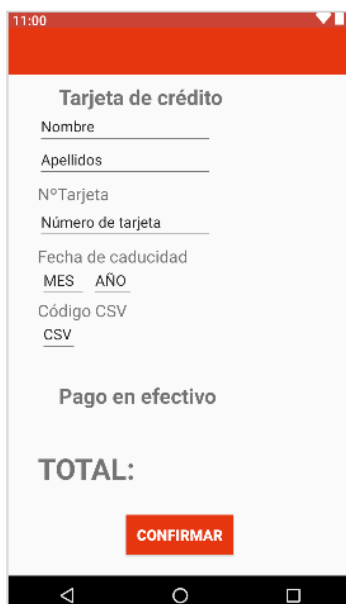 11:00
Tarjeta de crédito
Nombre
Apellidos
NºTarjeta
Número de tarjeta
Fecha de caducidad
MES AÑO
Código CSV
CSV
Pago en efectivo
TOTAL:
CONFIRMAR